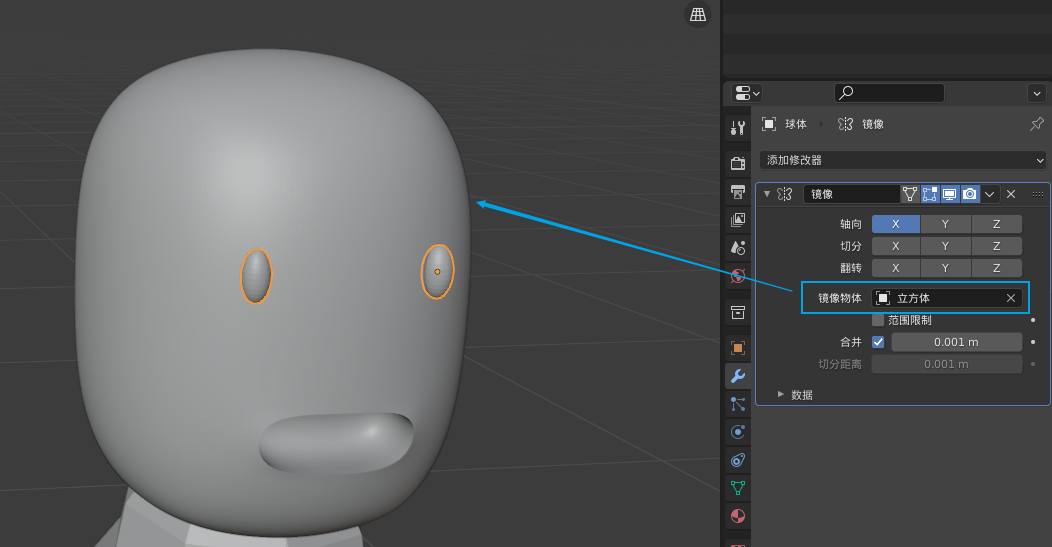 球体 镜像
添加修改器
镜像
轴向 X Y Z
切分 X Y Z
翻转 X Y Z
镜像物体 立方体
范围限制
合并 0.001 m
切分距离 0.001 m
数据